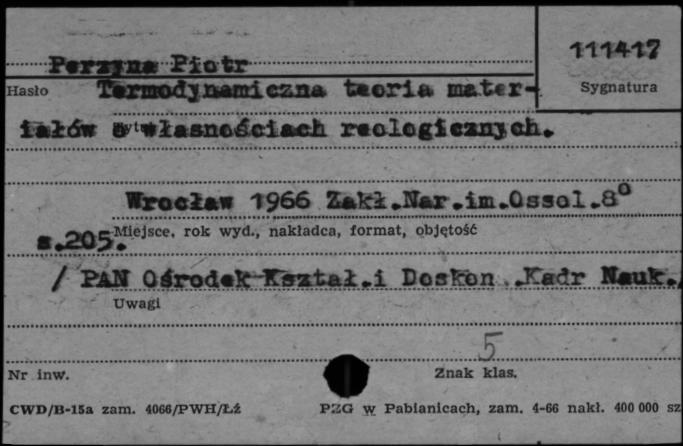 Perzyna Piotr
111417
Hasło
Sygnatura
Termodynamiczna teoria mater-
iałów o własnościach reologicznych.
Wrocław 1966 Zakł.Nar.im.Ossol.8°
s.205.
Miejsce, rok wyd., nakładca, format, objętość
/ PAN Ośrodek Kształ.i Doskon .Kadr Nauk.
Uwagi
5
Nr inw.
Znak klas.
CWD/B-15a zam. 4066/PWH/Łź
PZG w Pabianicach, zam. 4-66 nakł. 400 000 sz